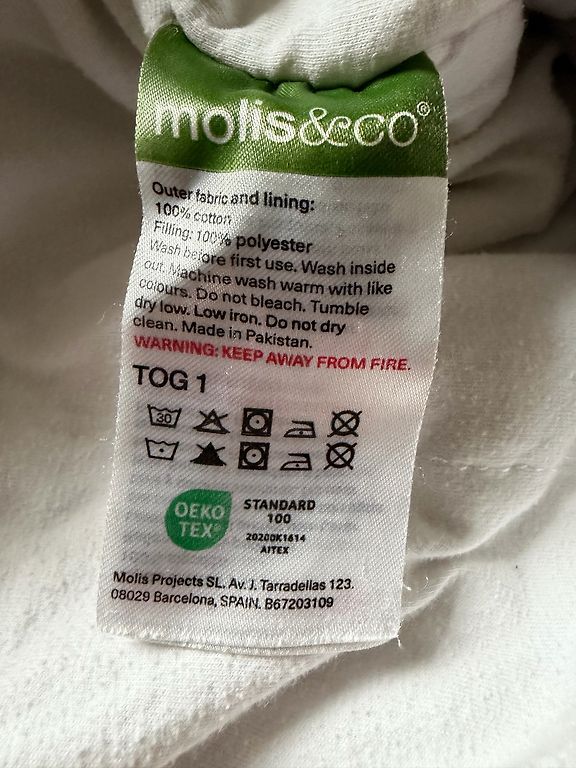 molis&co®
Outer fabric and lining:
100% cotton
Filling: 100% polyester
Wash before first use. Wash inside
out. Machine wash warm with like
colours. Do not bleach. Tumble
dry low. Low iron. Do not dry
clean. Made in Pakistan.
WARNING: KEEP AWAY FROM FIRE.
TOG 1
30
OEKO
TEX®
STANDARD
100
20200K1614
AITEX
Molis Projects SL. Av. J. Tarradellas 123.
08029 Barcelona, SPAIN. B67203109